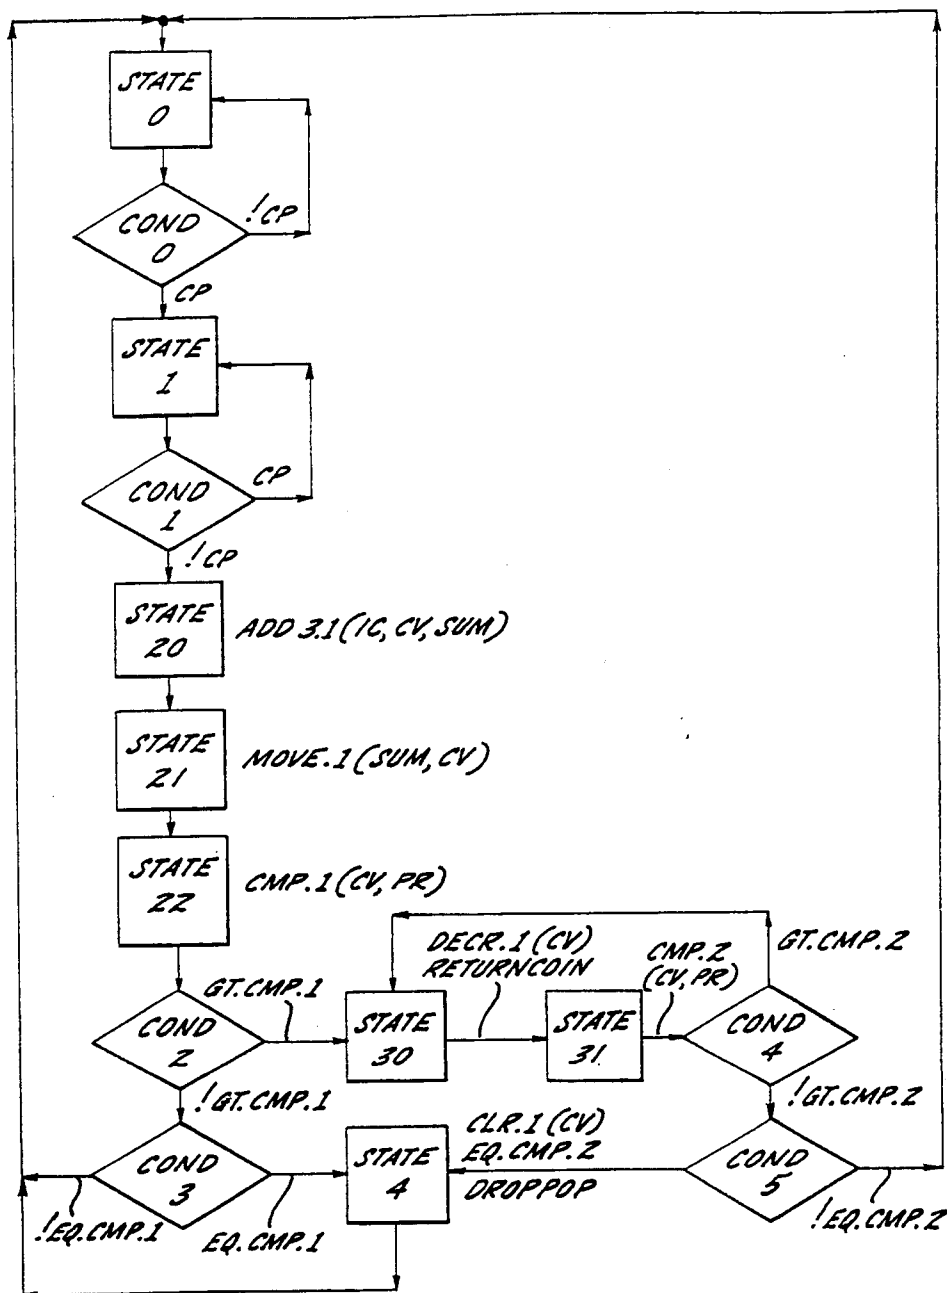 STATE
0
COND
0
!CP
CP
STATE
1
COND
1
CP
!CP
STATE
20
ADD 3.1 (IC, CV, SUM)
STATE
21
MOVE.1 (SUM, CV)
STATE
22
CMP.1 (CV, PR)
COND
2
GT.CMP.1
STATE
30
DECR.1 (CV)
RETURNCOIN
STATE
31
CMP.2
(CV, PR)
COND
4
GT.CMP.2
!GT.CMP.1
!GT.CMP.2
COND
3
!EQ.CMP.1
EQ.CMP.1
STATE
4
CLR.1 (CV)
EQ.CMP.2
DROPPOP
COND
5
!EQ.CMP.2